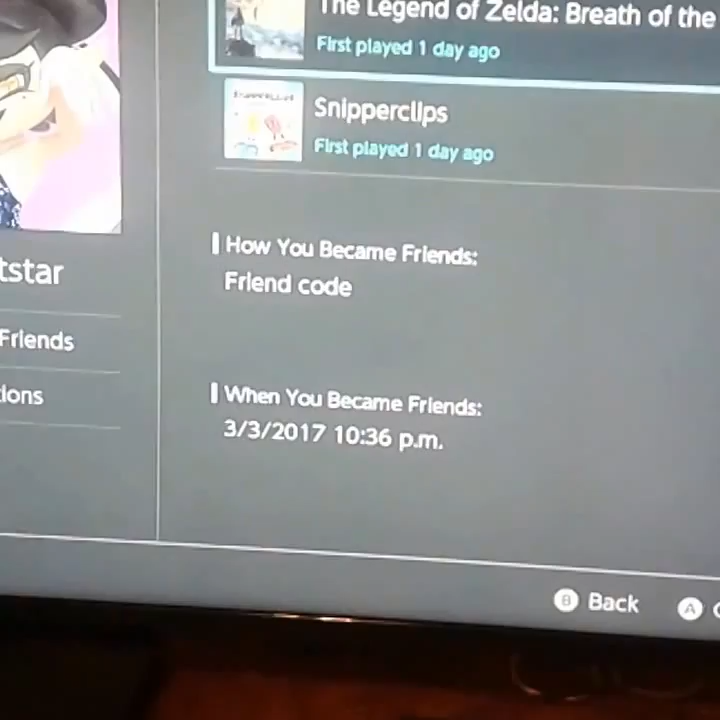 The Legend of Zelda: Breath of the
First played 1 day ago
Snipperclips
First played 1 day ago
How You Became Friends:
Friend code
tstar
Friends
ions
When You Became Friends:
3/3/2017 10:36 p.m.
B Back
A